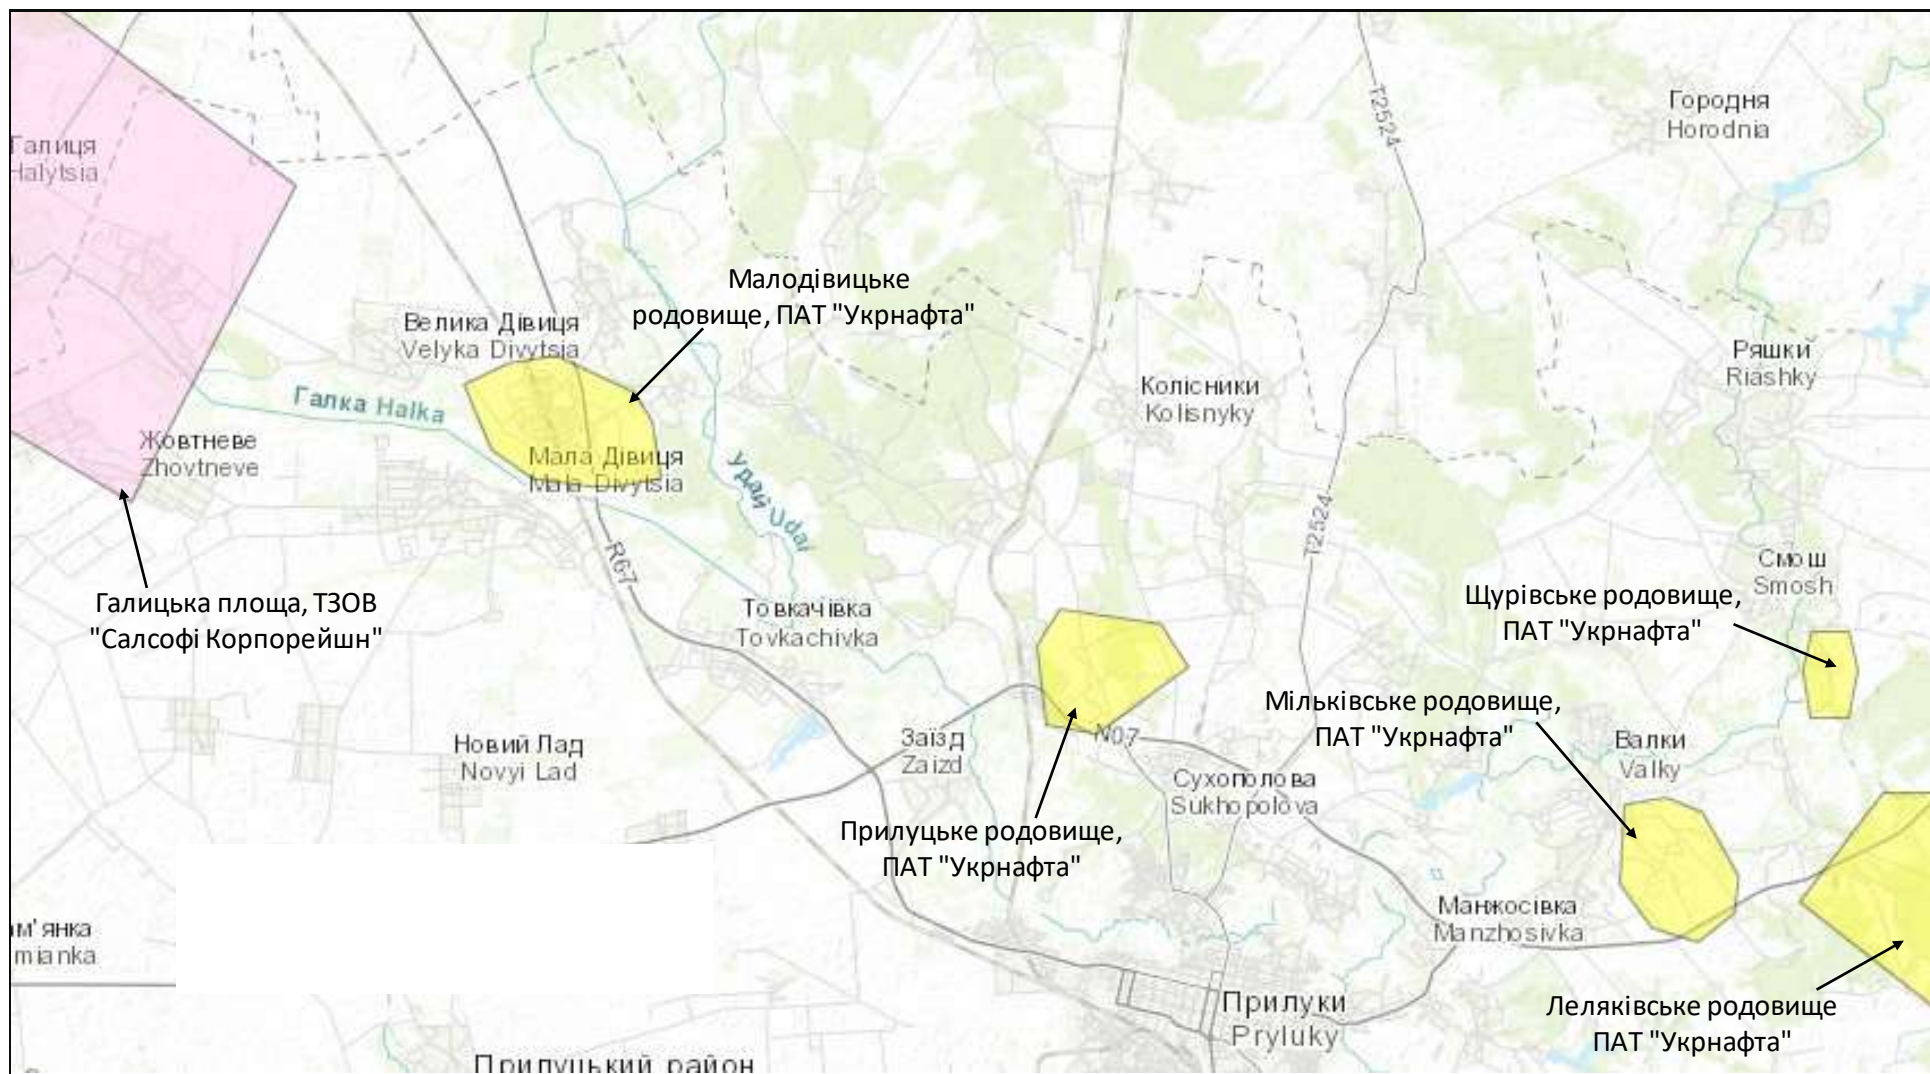 Городня
Horodnia
T2524
Галиця
Halytsia
Малодівицьке
родовище, ПАТ "Укрнафта"
Велика Дівиця
Velyka Divytsia
Ряшки
Riashky
Колісники
Kolisnyky
Галка Halka
Жовтневе
Zhovtneve
Мала Дівиця
Mala Divytsia
Удай Udai
T2524
R67
Смош
Smosh
Щурівське родовище,
ПАТ "Укрнафта"
Галицька площа, ТЗОВ
"Салсофі Корпорейшн"
Товкачівка
Tovkachivka
Мільківське родовище,
ПАТ "Укрнафта"
Новий Лад
Novyi Lad
Заїзд
Zaizd
N07
Валки
Valky
Сухополова
Sukhopolova
Прилуцьке родовище,
ПАТ "Укрнафта"
Манжосівка
Manzhosivka
ам'янка
mianka
Прилуки
Pryluky
Леляківське родовище
ПАТ "Укрнафта"
Прилуцький район